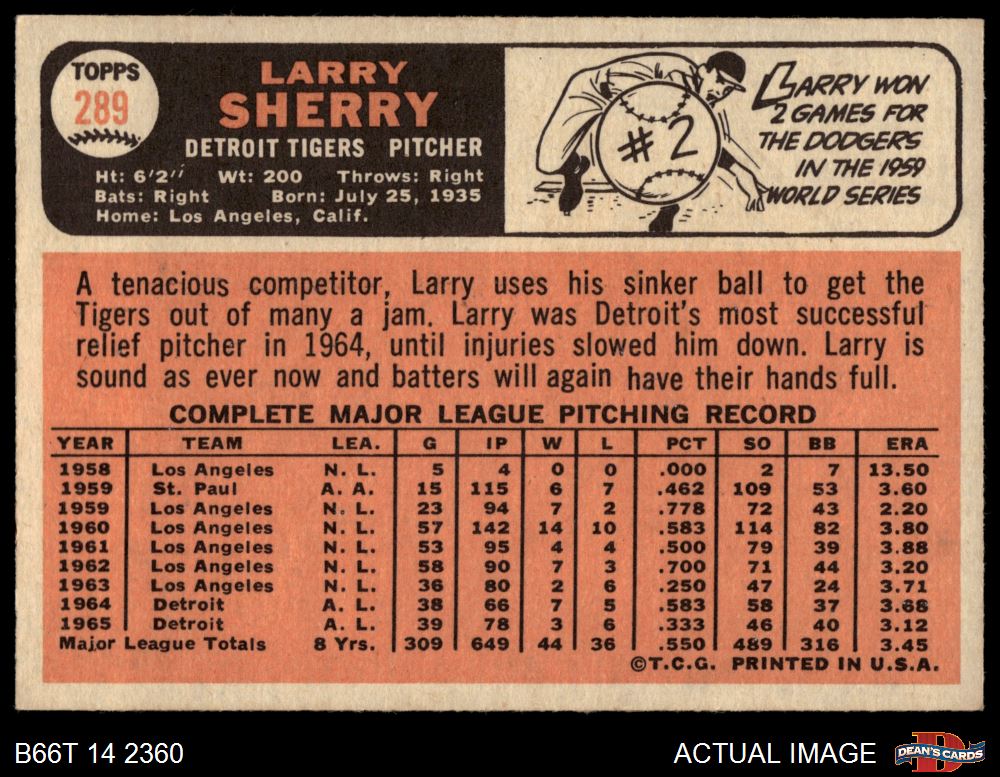 TOPPS
289
LARRY
SHERRY
DETROIT TIGERS PITCHER
Ht: 6'2" Wt: 200 Throws: Right
Bats: Right Born: July 25, 1935
Home: Los Angeles, Calif.
#2
LARRY WON
2 GAMES FOR
THE DODGERS
IN THE 1959
WORLD SERIES
A tenacious competitor, Larry uses his sinker ball to get the
Tigers out of many a jam. Larry was Detroit's most successful
relief pitcher in 1964, until injuries slowed him down. Larry is
sound as ever now and batters will again have their hands full.
COMPLETE MAJOR LEAGUE PITCHING RECORD
YEAR TEAM LEA. G IP W L PCT SO BB ERA
1958 Los Angeles N. L. 5 4 0 0 .000 2 7 13.50
1959 St. Paul A. A. 15 115 6 7 .462 109 53 3.60
1959 Los Angeles N. L. 23 94 7 2 .778 72 43 2.20
1960 Los Angeles N. L. 57 142 14 10 .583 114 82 3.80
1961 Los Angeles N. L. 53 95 4 4 .500 79 39 3.88
1962 Los Angeles N. L. 58 90 7 3 .700 71 44 3.20
1963 Los Angeles N. L. 36 80 2 6 .250 47 24 3.71
1964 Detroit A. L. 38 66 7 5 .583 58 37 3.68
1965 Detroit A. L. 39 78 3 6 .333 46 40 3.12
Major League Totals 8 Yrs. 309 649 44 36 .550 489 316 3.45
©T.C.G. PRINTED IN U.S.A.
B66T 14 2360
ACTUAL IMAGE
DEAN'S CARDS